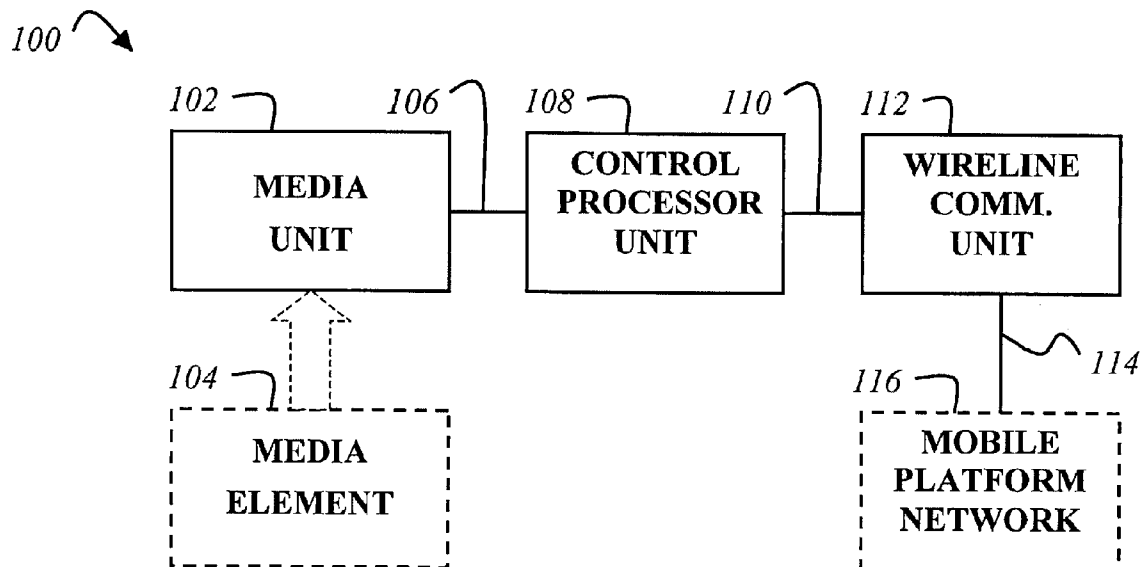 100
102
106
108
110
112
MEDIA
UNIT
CONTROL
PROCESSOR
UNIT
WIRELINE
COMM.
UNIT
104
114
116
MEDIA
ELEMENT
MOBILE
PLATFORM
NETWORK